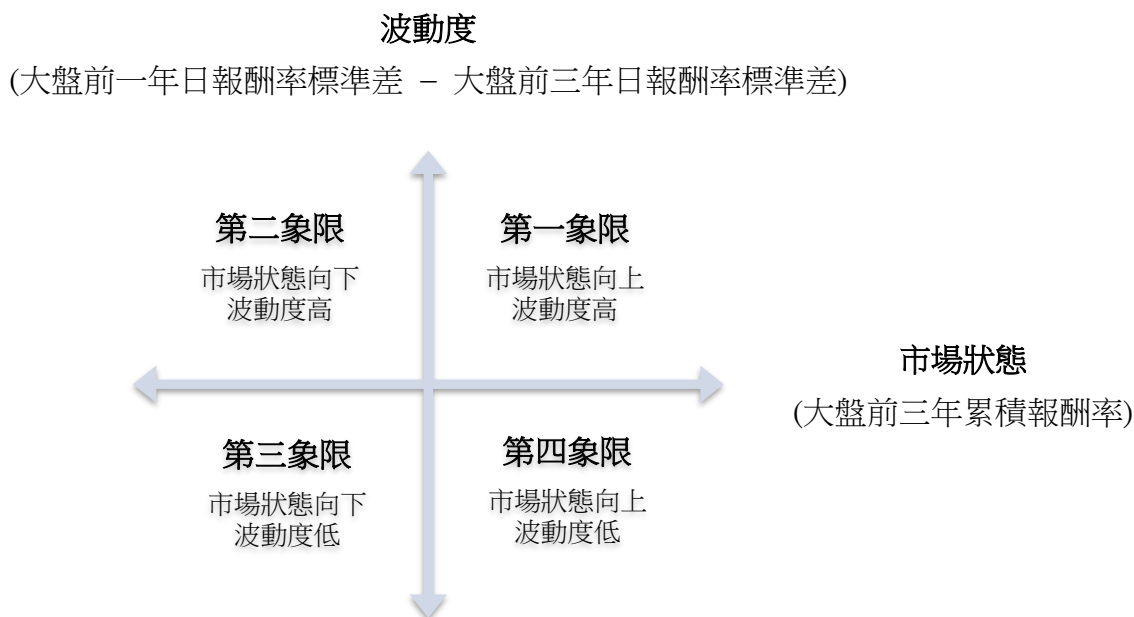 波動度
(大盤前一年日報酬率標準差 – 大盤前三年日報酬率標準差)
第二象限
市場狀態向下
波動度高
第一象限
市場狀態向上
波動度高
市場狀態
(大盤前三年累積報酬率)
第三象限
市場狀態向下
波動度低
第四象限
市場狀態向上
波動度低